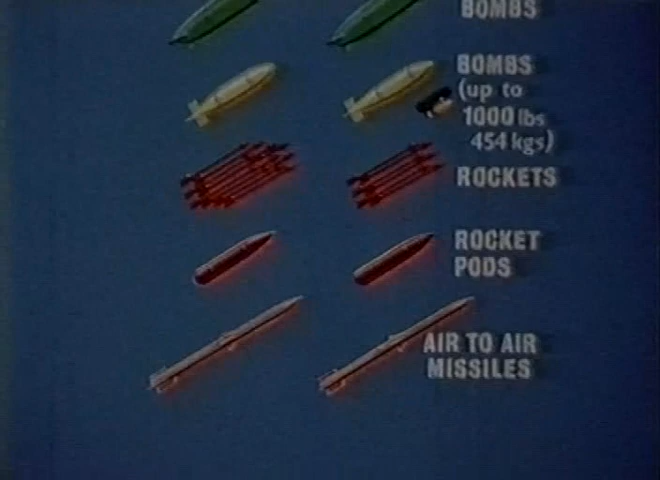 BOMBS
BOMBS
(up to
1000 lbs
454 kgs)
ROCKETS
ROCKET
PODS
AIR TO AIR
MISSILES